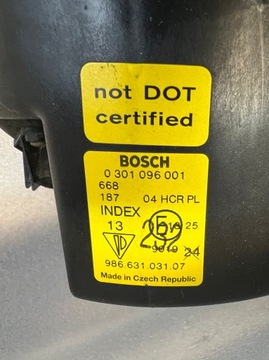 not DOT
certified
BOSCH
0 301 096 001
668
187 04 HCR PL
INDEX
13
25
24
986.631.031.07
Made in Czech Republic